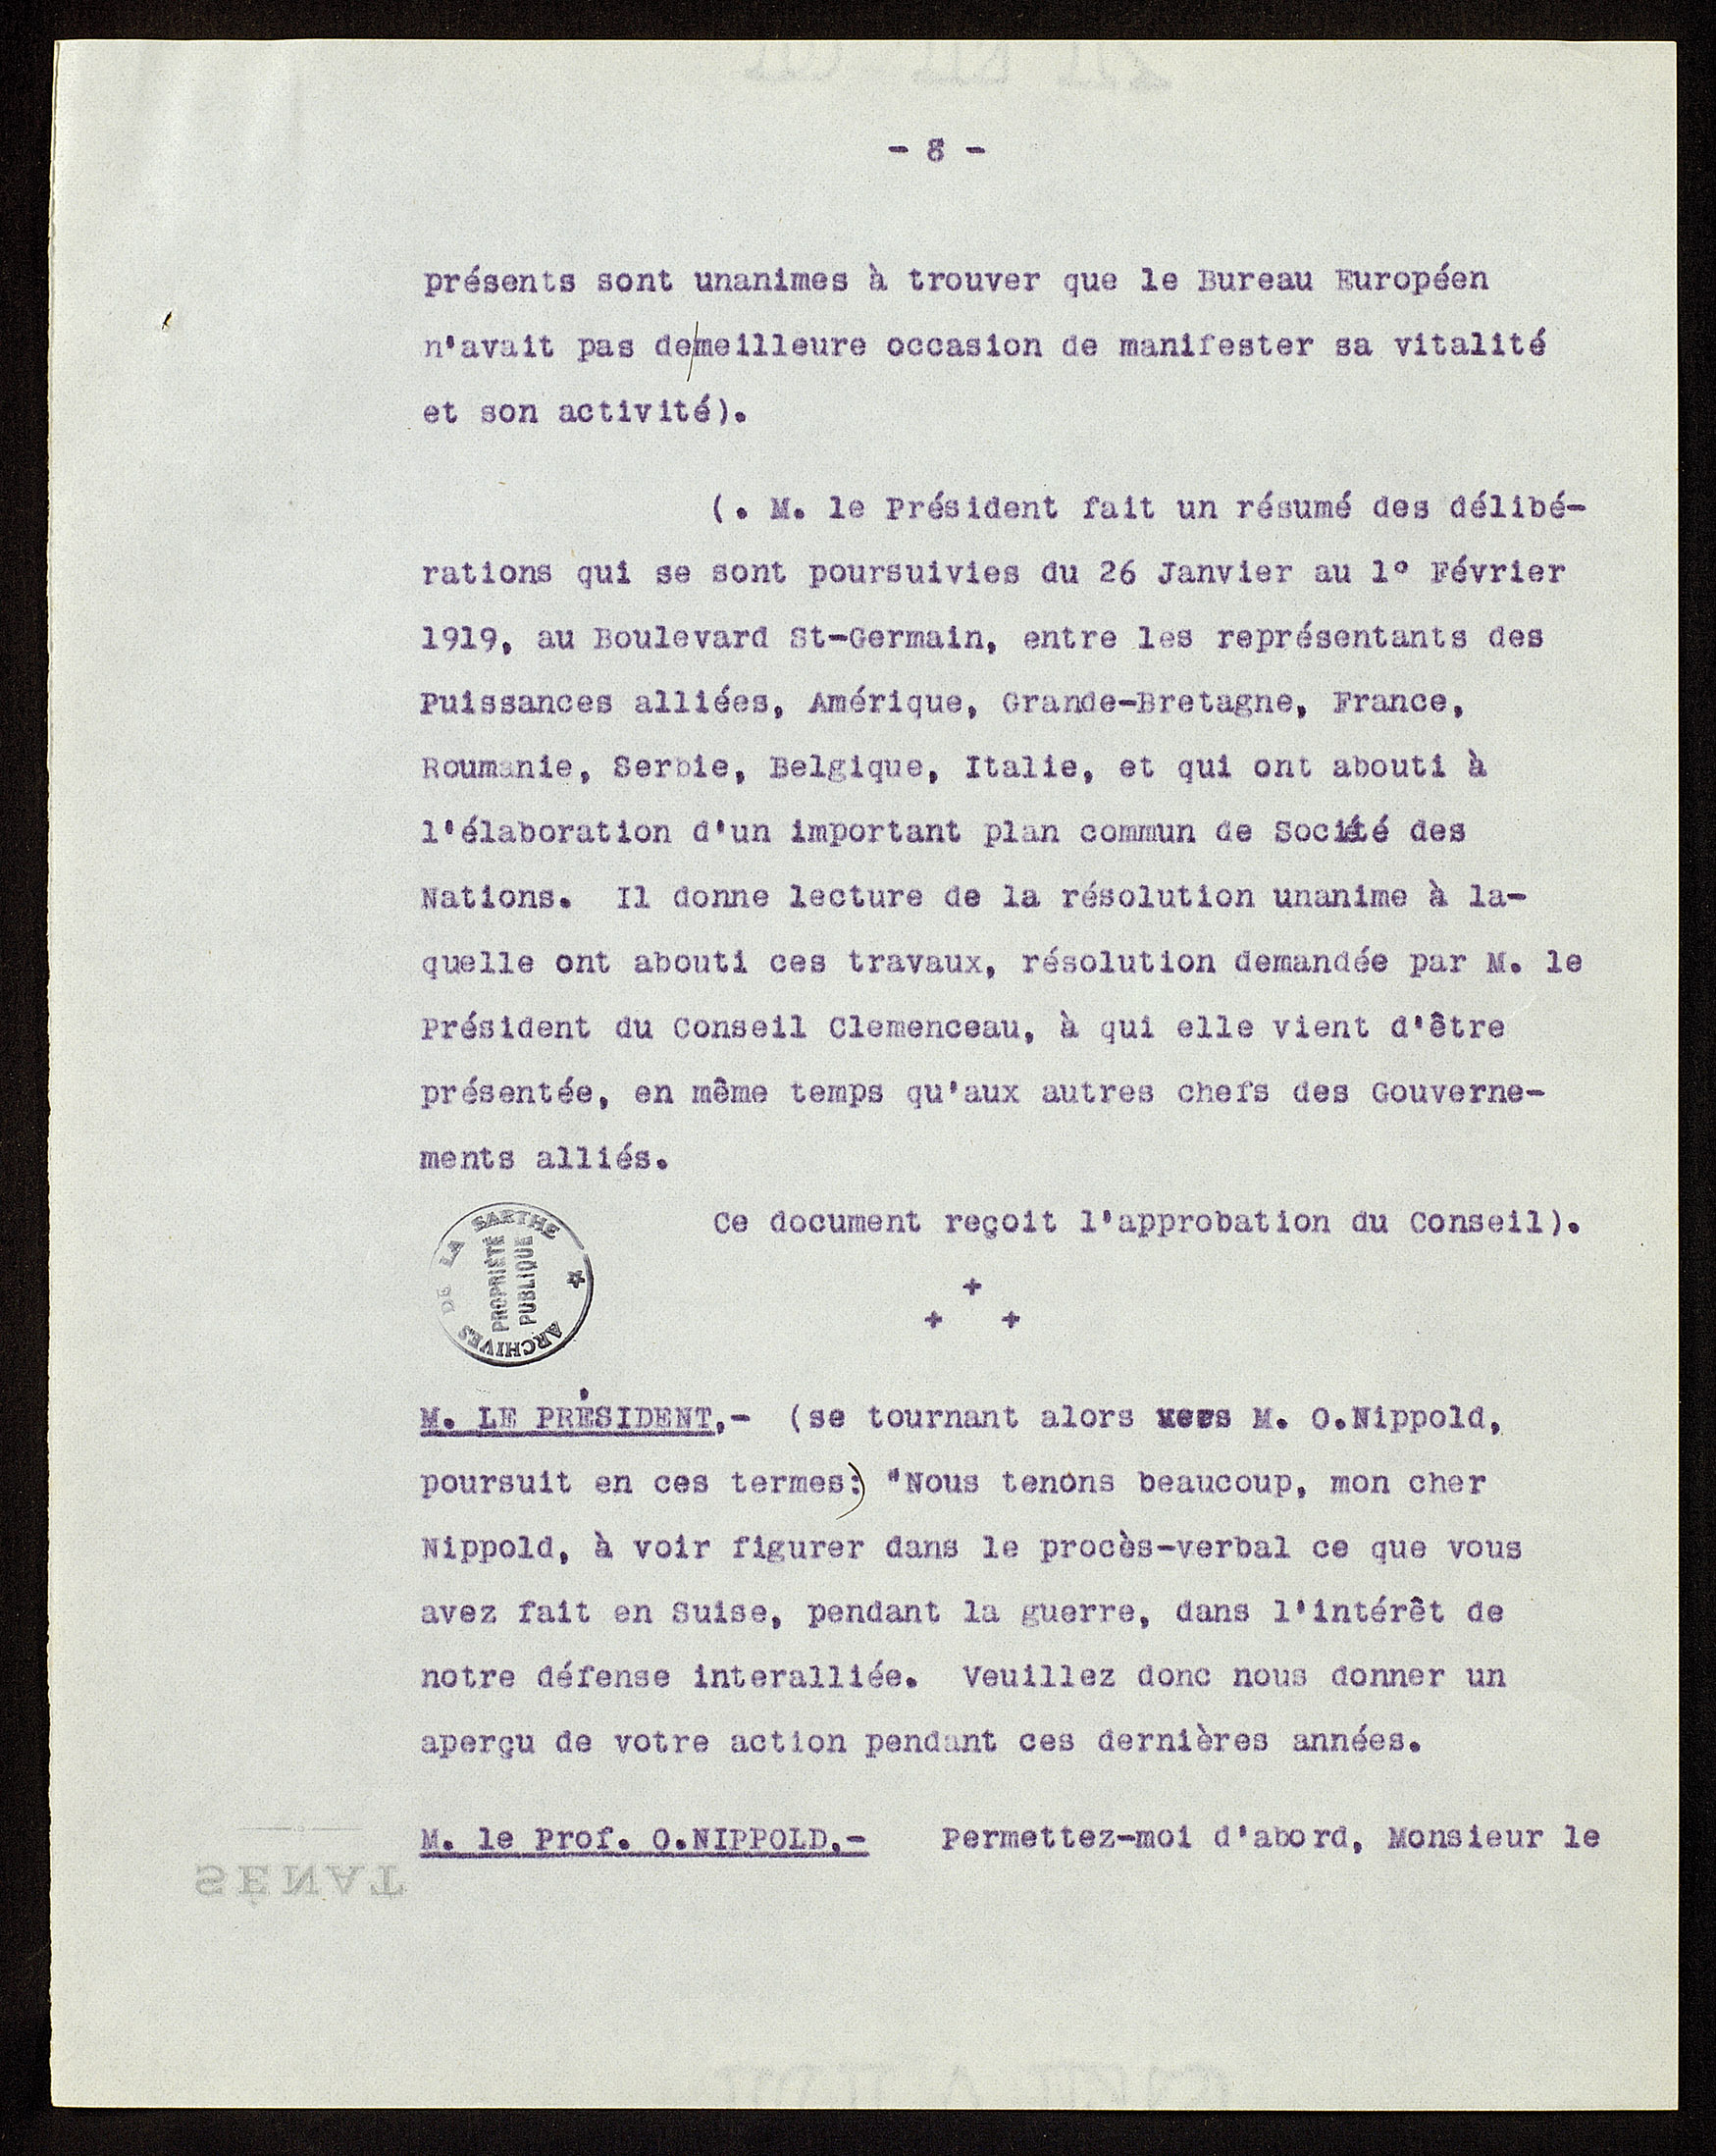 - 8 -
présents sont unanimes à trouver que le Bureau Européen
n'avait pas de meilleure occasion de manifester sa vitalité
et son activité).
(. M. le Président fait un résumé des délibé-
rations qui se sont poursuivies du 26 Janvier au 1° Février
1919, au Boulevard St-Germain, entre les représentants des
Puissances alliées, Amérique, Grande-Bretagne, France,
Roumanie, Serbie, Belgique, Italie, et qui ont abouti à
l'élaboration d'un important plan commun de Société des
Nations. Il donne lecture de la résolution unanime à la-
quelle ont abouti ces travaux, résolution demandée par M. le
Président du Conseil Clemenceau, à qui elle vient d'être
présentée, en même temps qu'aux autres chefs des Gouverne-
ments alliés.
Ce document reçoit l'approbation du Conseil).
+
+ +
ARCHIVES DE LA SARTHE
PROPRIÉTÉ
PUBLIQUE
M. LE PRÉSIDENT.- (se tournant alors vers M. O.Nippold,
poursuit en ces termes:) "Nous tenons beaucoup, mon cher
Nippold, à voir figurer dans le procès-verbal ce que vous
avez fait en Suise, pendant la guerre, dans l'intérêt de
notre défense interalliée. Veuillez donc nous donner un
aperçu de votre action pendant ces dernières années.
M. le Prof. O.NIPPOLD.- Permettez-moi d'abord, Monsieur le
SÉNAT